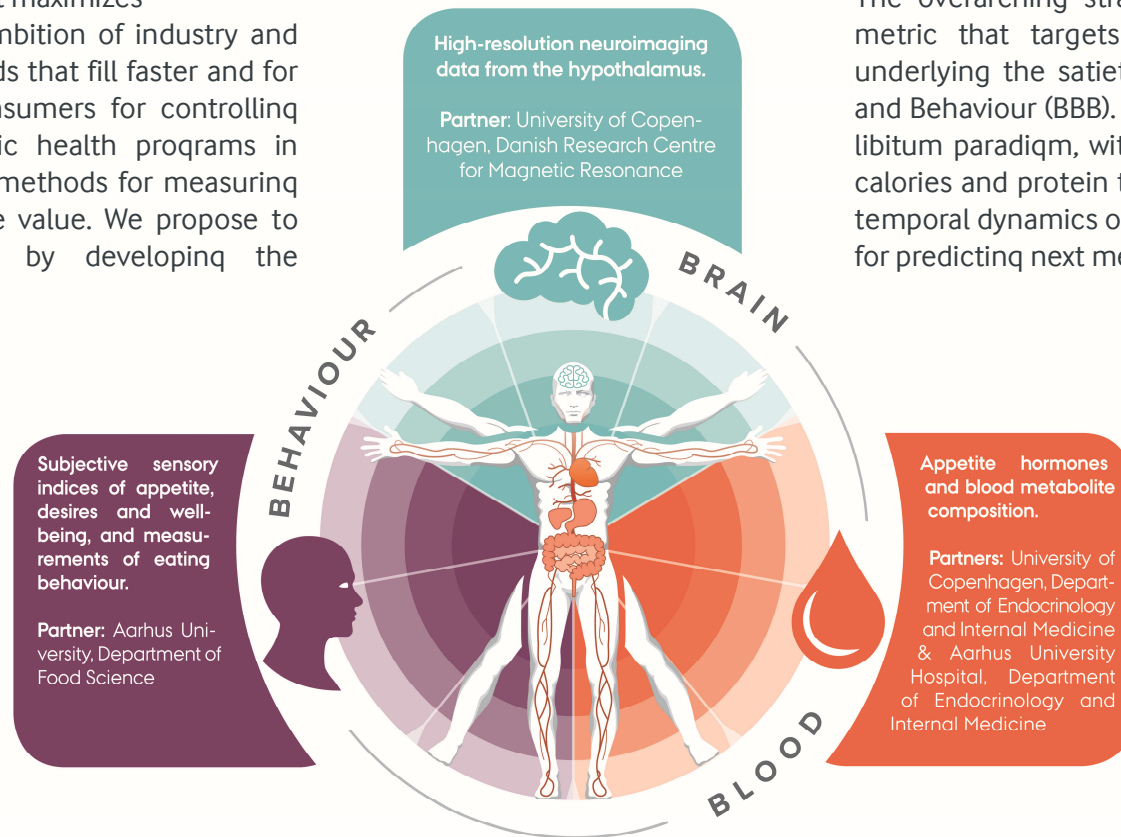 t maximizes
mbition of industry and
ds that fill faster and for
nsumers for controlling
ic health programs in
methods for measuring
e value. We propose to
by developing the
High-resolution neuroimaging
data from the hypothalamus.
Partner: University of Copen-
hagen, Danish Research Centre
for Magnetic Resonance
The overarching stra
metric that targets
underlying the satiet
and Behaviour (BBB).
libitum paradigm, wit
calories and protein t
temporal dynamics o
for predicting next me
BRAIN
BEHAVIOUR
BLOOD
Subjective sensory
indices of appetite,
desires and well-
being, and measu-
rements of eating
behaviour.
Partner: Aarhus Uni-
versity, Department of
Food Science
Appetite hormones
and blood metabolite
composition.
Partners: University of
Copenhagen, Depart-
ment of Endocrinology
and Internal Medicine
& Aarhus University
Hospital, Department
of Endocrinology and
Internal Medicine